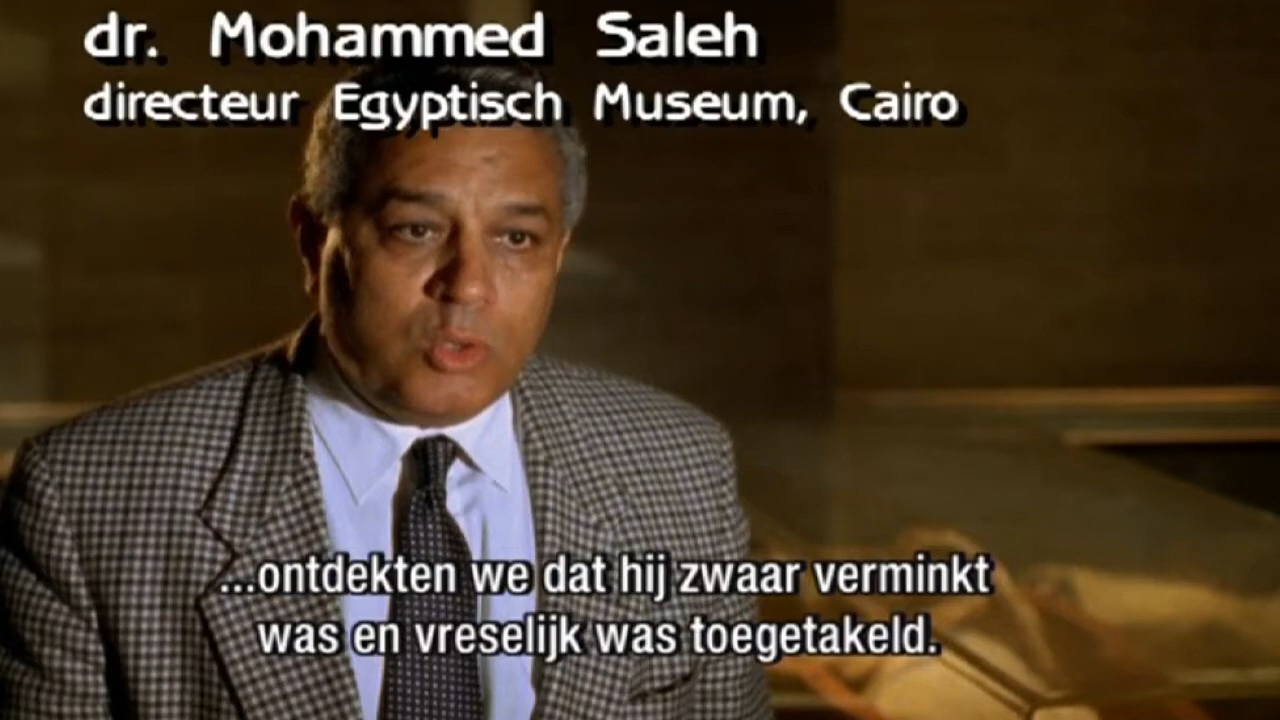 dr. Mohammed Saleh
directeur Egyptisch Museum, Cairo
...ontdekten we dat hij zwaar verminkt
was en vreselijk was toegetakeld.